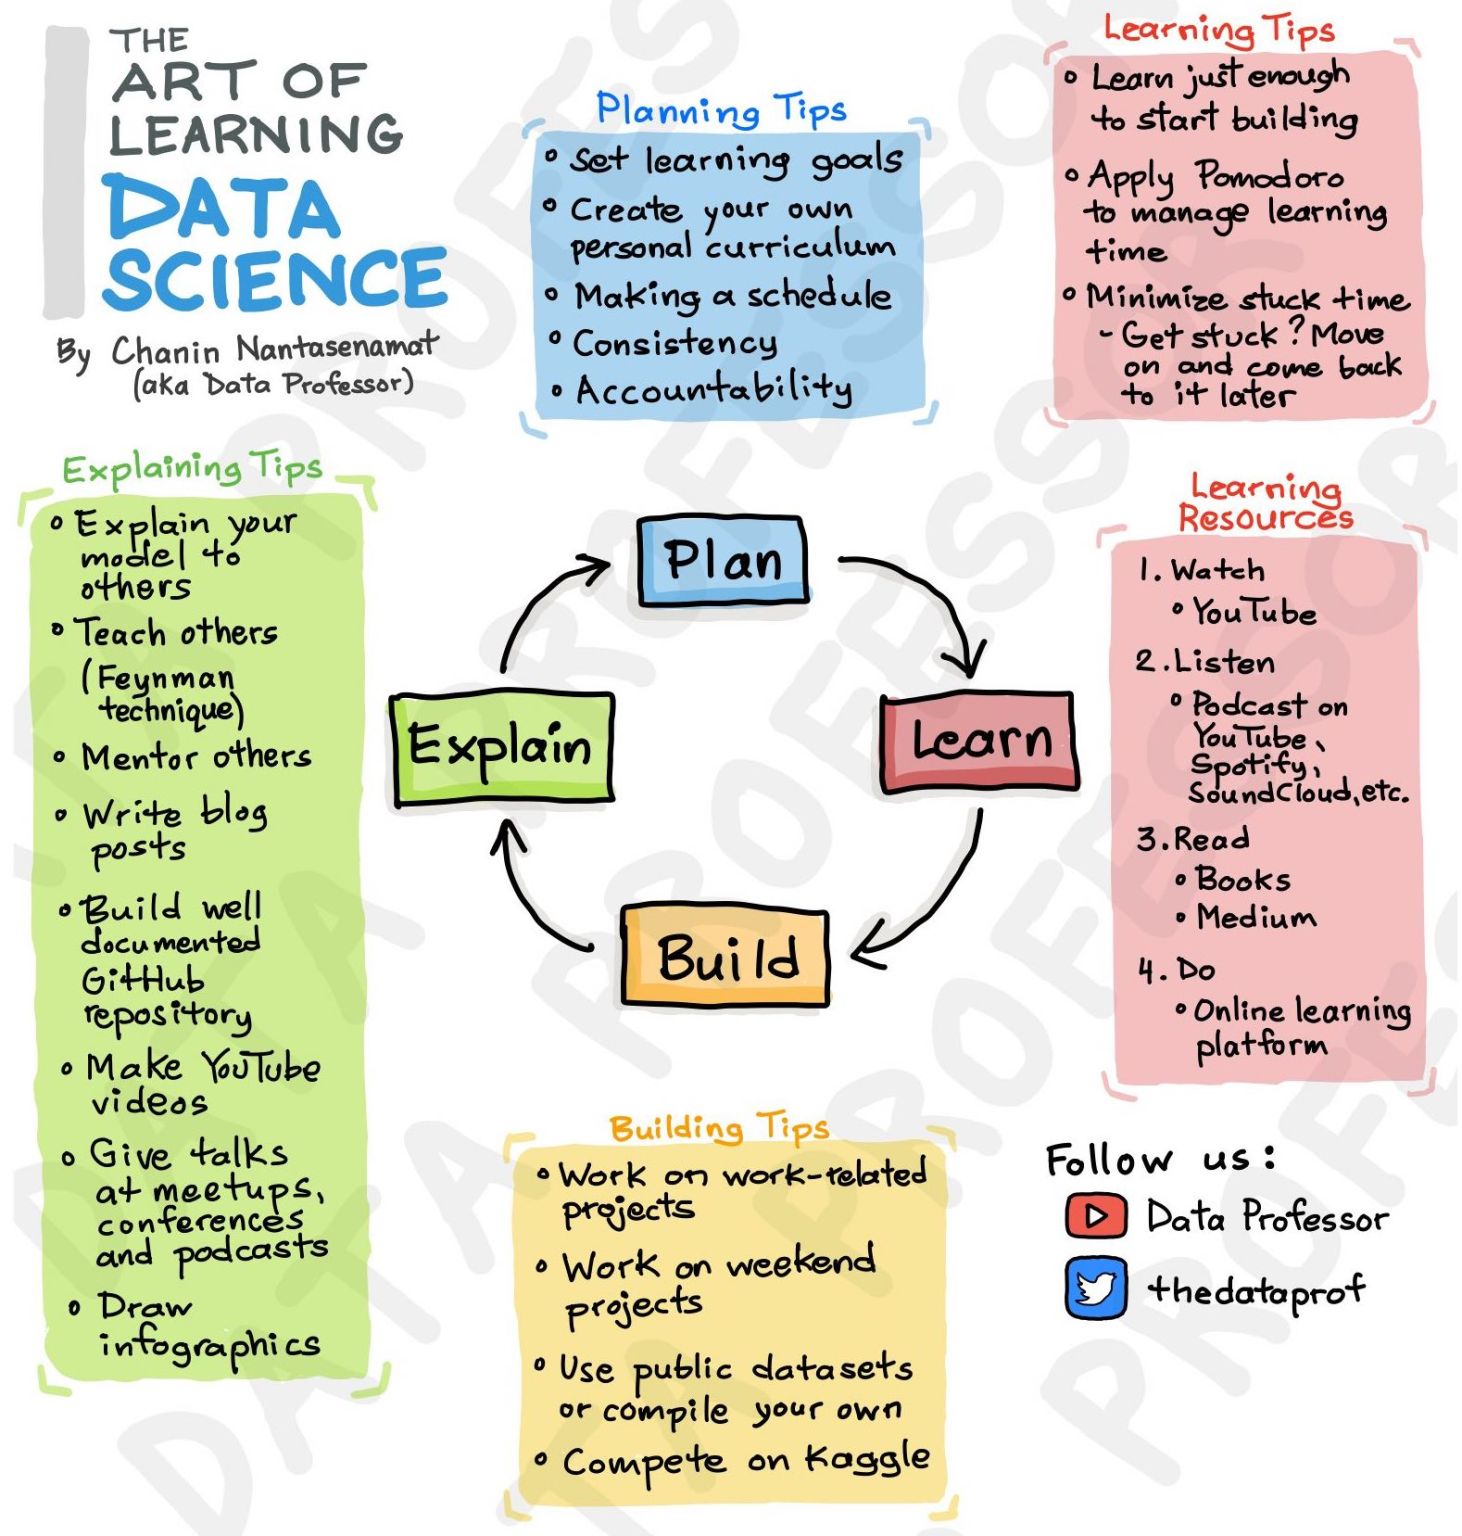 THE
ART OF
LEARNING
DATA
SCIENCE
By Chanin Nantasenamat
(aka Data Professor)
Planning Tips
• Set learning goals
• Create your own
personal curriculum
• Making a schedule
• Consistency
• Accountability
Learning Tips
• Learn just enough
to start building
• Apply Pomodoro
to manage learning
time
• Minimize stuck time
- Get stuck? Move
on and come back
to it later
Explaining Tips
• Explain your
model to
others
• Teach others
(Feynman
technique)
• Mentor others
• Write blog
posts
• Build well
documented
GitHub
repository
• Make YouTube
videos
• Give talks
at meetups,
conferences
and podcasts
• Draw
infographics
Plan
Learn
Build
Explain
Learning
Resources
1. Watch
• YouTube
2. Listen
• Podcast on
YouTube,
Spotify,
SoundCloud, etc.
3. Read
• Books
• Medium
4. Do
• Online learning
platform
Building Tips
• Work on work-related
projects
• Work on weekend
projects
• Use public datasets
or compile your own
• Compete on Kaggle
Follow us:
Data Professor
thedataprof
DATA PROFESSOR
DATA PROFESSOR
DATA PROFESSOR
DATA PROFESSOR